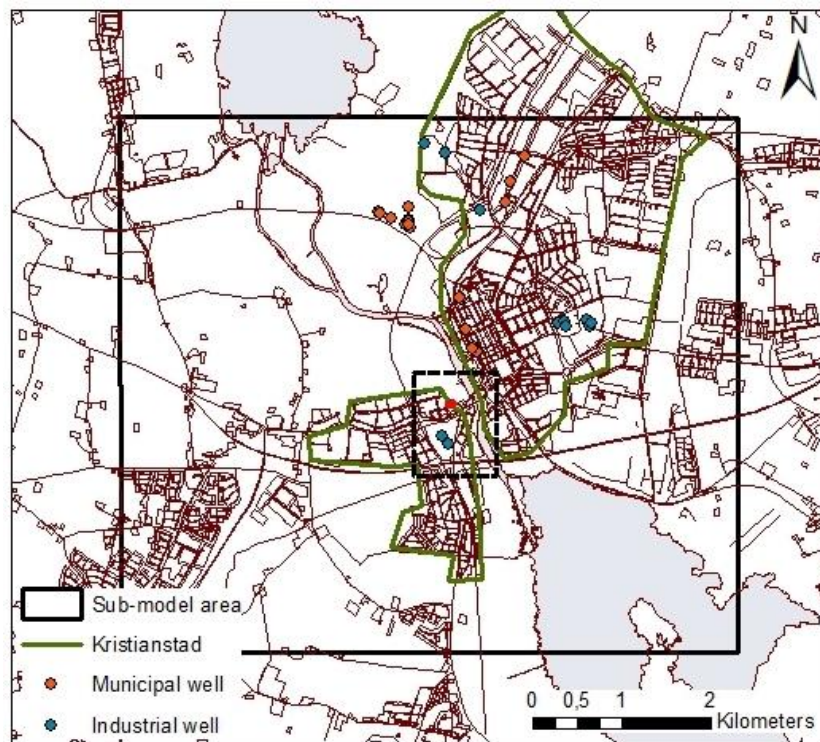 N
Sub-model area
Kristianstad
Municipal well
Industrial well
0 0,5 1 2
Kilometers